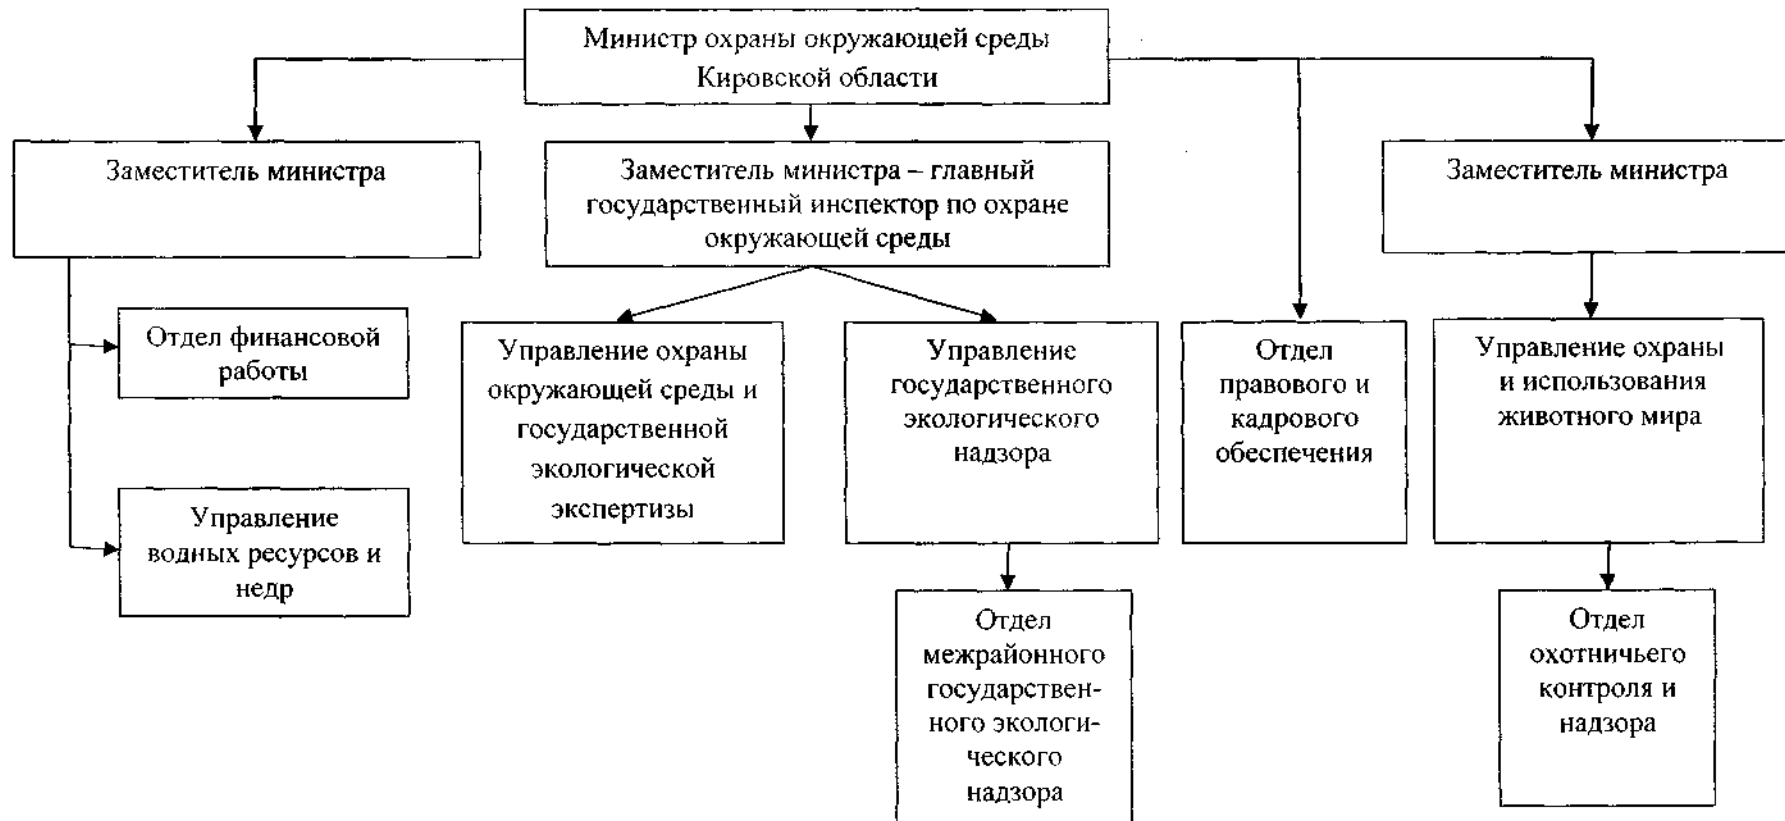 Министр охраны окружающей среды
Кировской области
Заместитель министра
Заместитель министра – главный
государственный инспектор по охране
окружающей среды
Заместитель министра
Отдел финансовой
работы
Управление
водных ресурсов и
недр
Управление охраны
окружающей среды и
государственной
экологической
экспертизы
Управление
государственного
экологического
надзора
Отдел
правового и
кадрового
обеспечения
Управление охраны
и использования
животного мира
Отдел
межрайонного
государствен-
ного экологи-
ческого
надзора
Отдел
охотничьего
контроля и
надзора